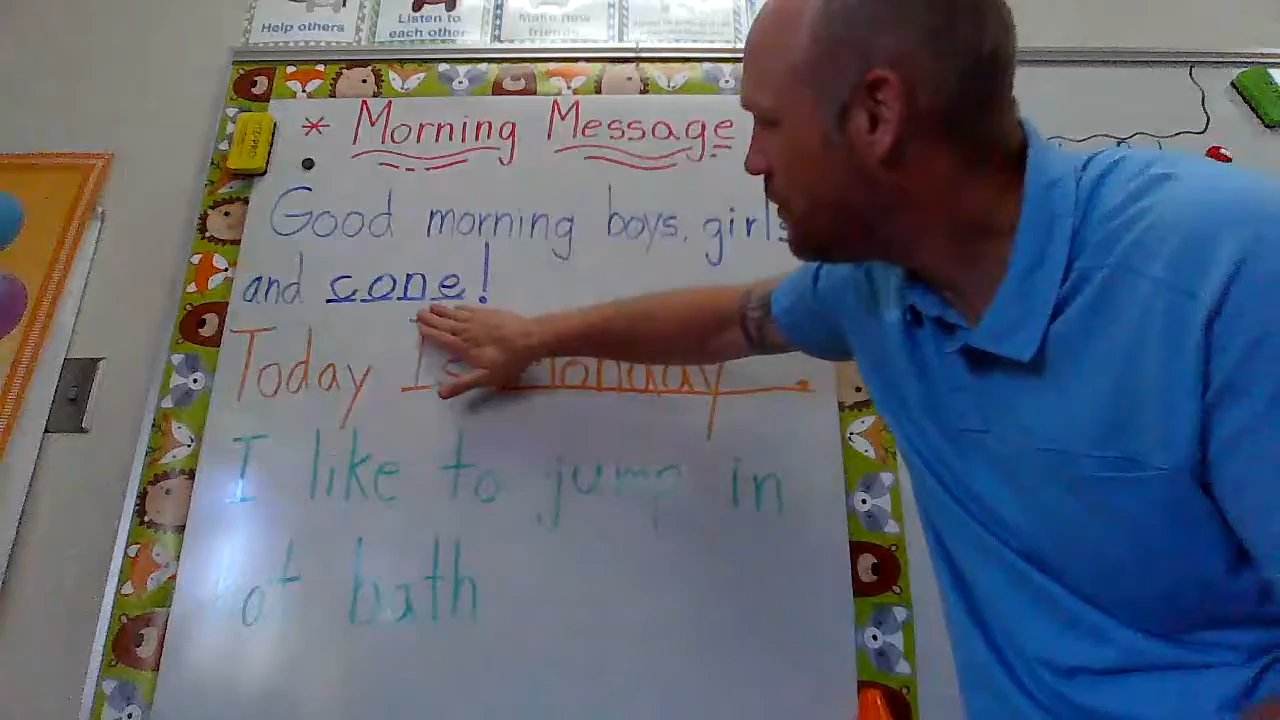 Help others
Listen to
each other
Make new
friends
* Morning Message
Good morning boys, girls
and cone!
Today Is Monday.
I like to jump in
hot bath